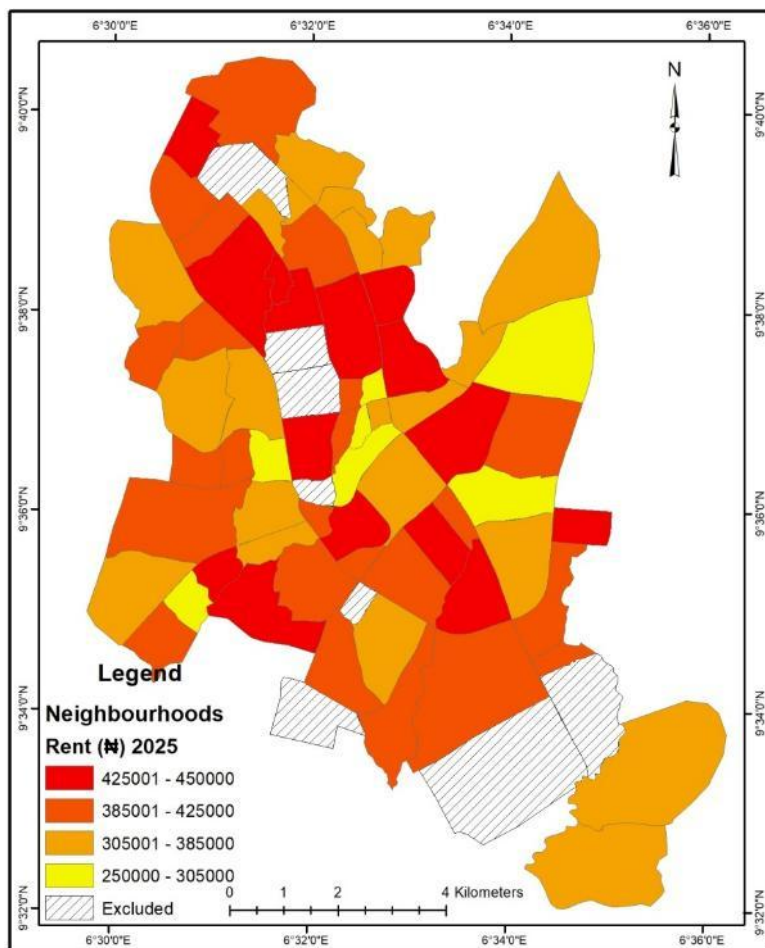 6°30'0"E 6°32'0"E 6°34'0"E 6°36'0"E
N
9°40'0"N 9°40'0"N
9°38'0"N 9°38'0"N
9°36'0"N 9°36'0"N
9°34'0"N 9°34'0"N
9°32'0"N 9°32'0"N
Legend
Neighbourhoods
Rent (₦) 2025
425001 - 450000
385001 - 425000
305001 - 385000
250000 - 305000
Excluded
0 1 2 4 Kilometers
6°30'0"E 6°32'0"E 6°34'0"E 6°36'0"E